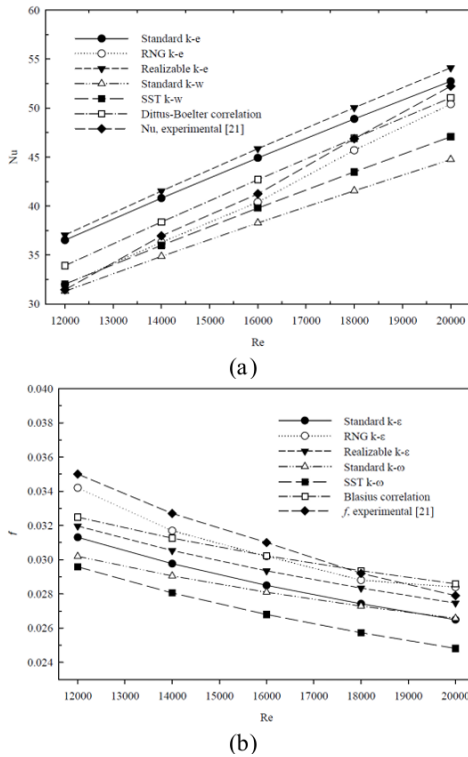 60
55
50
45
40
35
30
Nu
Standard k-e
RNG k-e
Realizable k-e
Standard k-w
SST k-w
Dittus-Boelter correlation
Nu, experimental [21]
12000 13000 14000 15000 16000 17000 18000 19000 20000
Re
(a)
0.040
0.038
0.036
0.034
0.032
0.030
0.028
0.026
0.024
f
Standard k-ε
RNG k-ε
Realizable k-ε
Standard k-ω
SST k-ω
Blasius correlation
f, experimental [21]
12000 13000 14000 15000 16000 17000 18000 19000 20000
Re
(b)